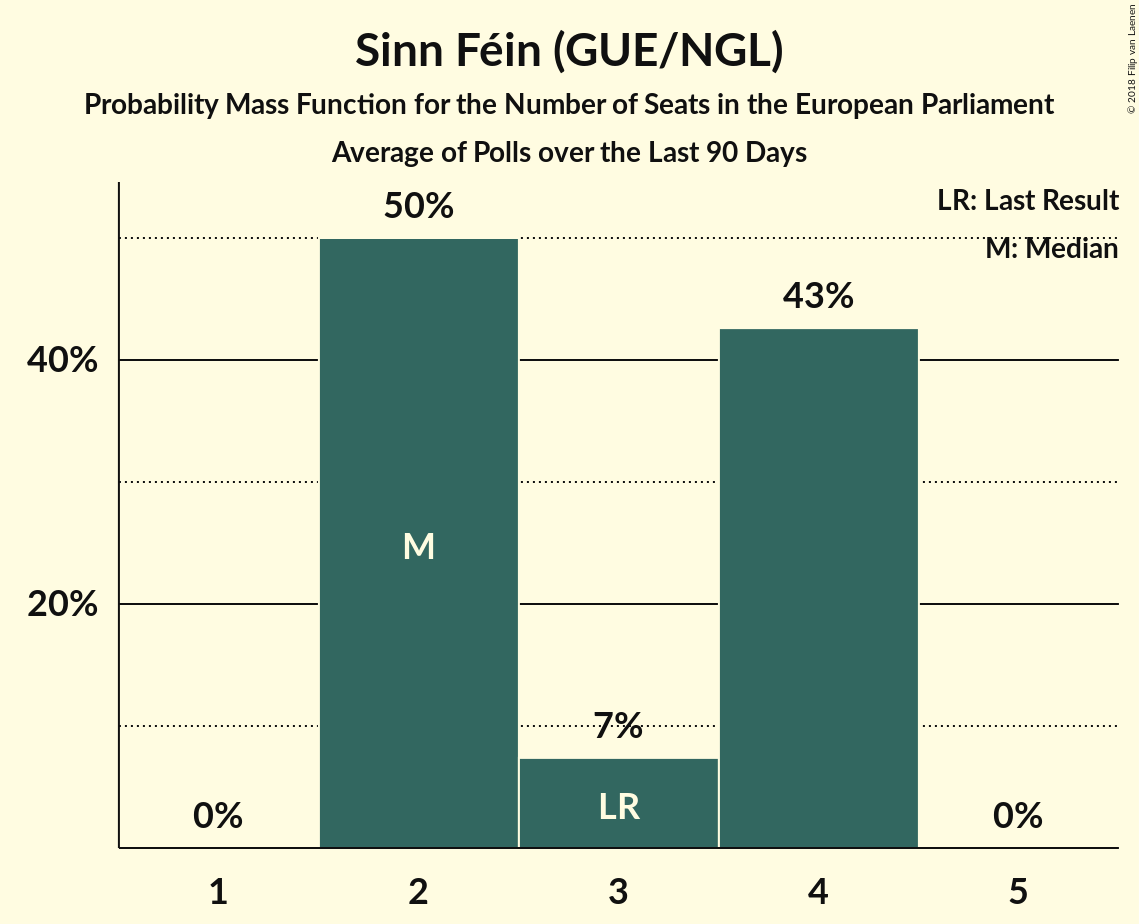 Sinn Féin (GUE/NGL)
Probability Mass Function for the Number of Seats in the European Parliament
Average of Polls over the Last 90 Days
© 2018 Filip van Laenen
LR: Last Result
M: Median
50%
43%
40%
M
20%
7%
LR
0%
0%
1 2 3 4 5